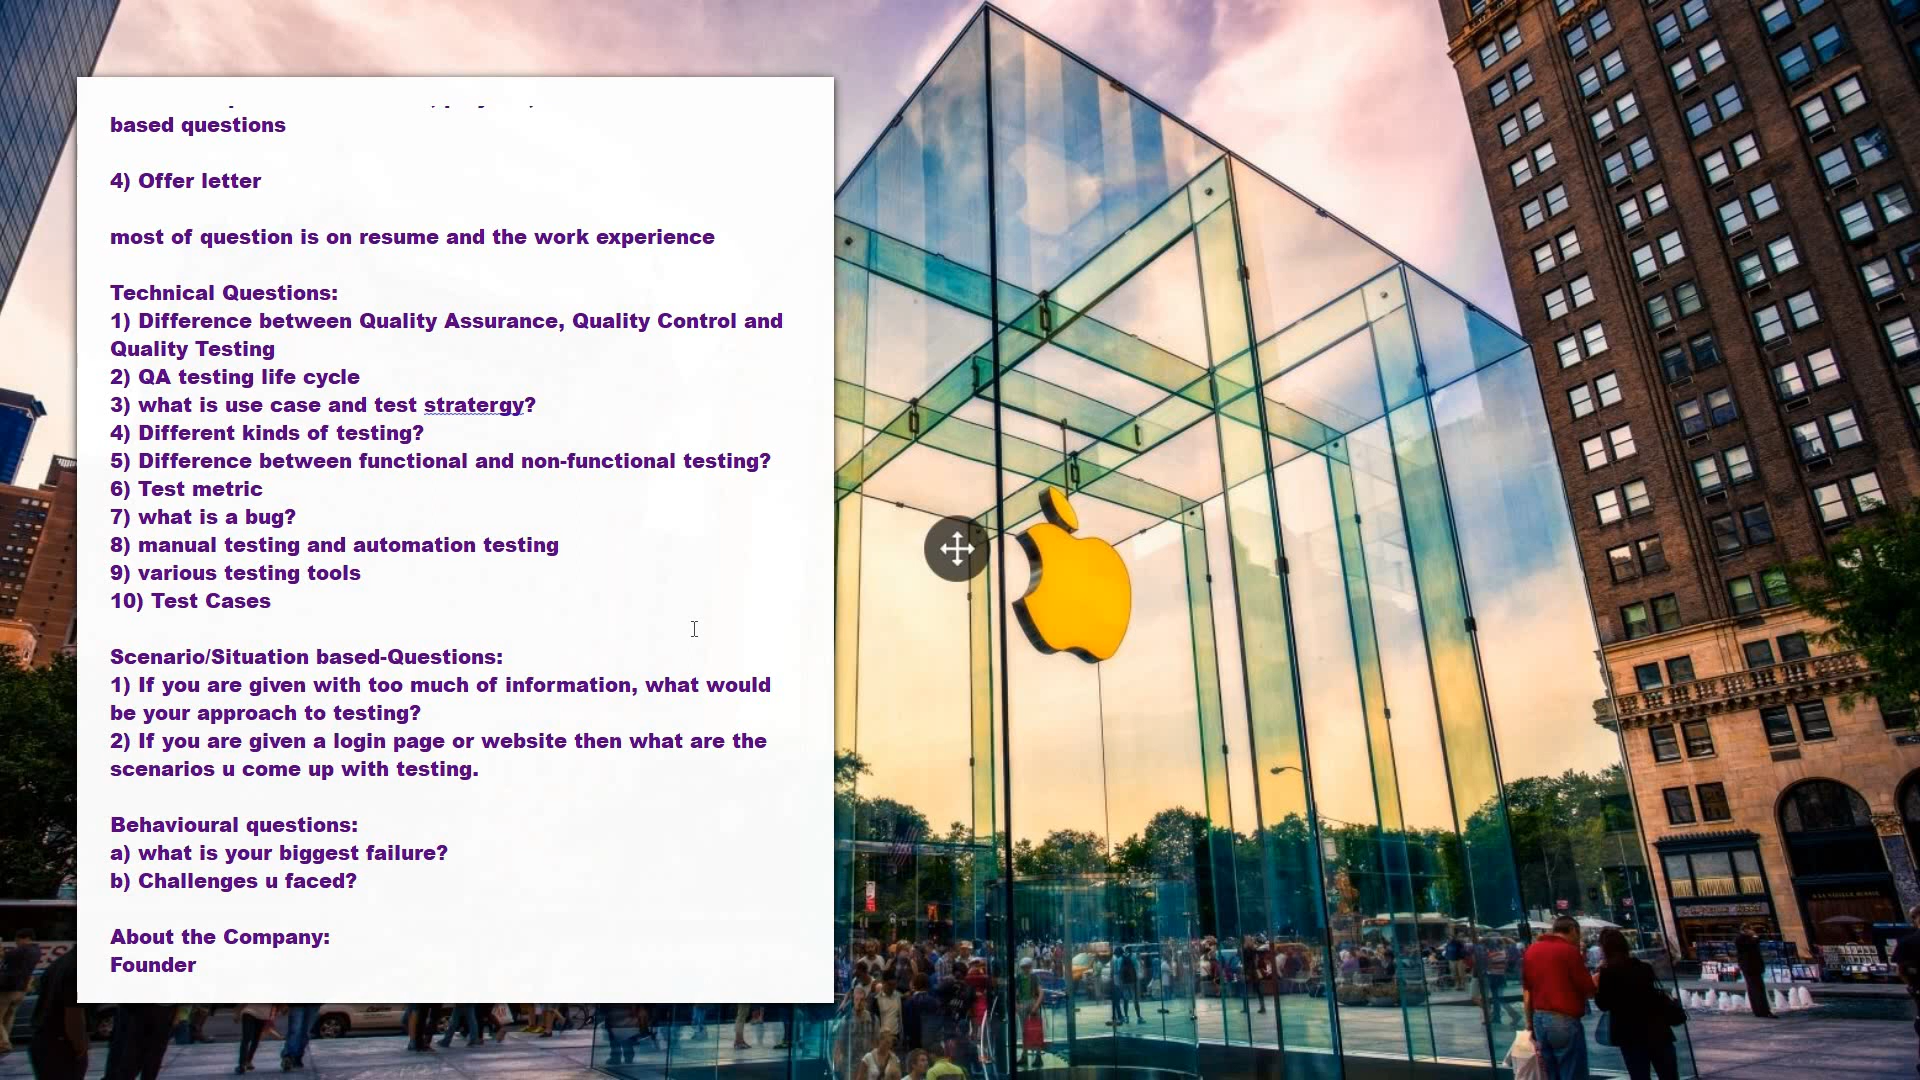 based questions
4) Offer letter
most of question is on resume and the work experience
Technical Questions:
1) Difference between Quality Assurance, Quality Control and
Quality Testing
2) QA testing life cycle
3) what is use case and test stratergy?
4) Different kinds of testing?
5) Difference between functional and non-functional testing?
6) Test metric
7) what is a bug?
8) manual testing and automation testing
9) various testing tools
10) Test Cases
Scenario/Situation based-Questions:
1) If you are given with too much of information, what would
be your approach to testing?
2) If you are given a login page or website then what are the
scenarios u come up with testing.
Behavioural questions:
a) what is your biggest failure?
b) Challenges u faced?
About the Company:
Founder